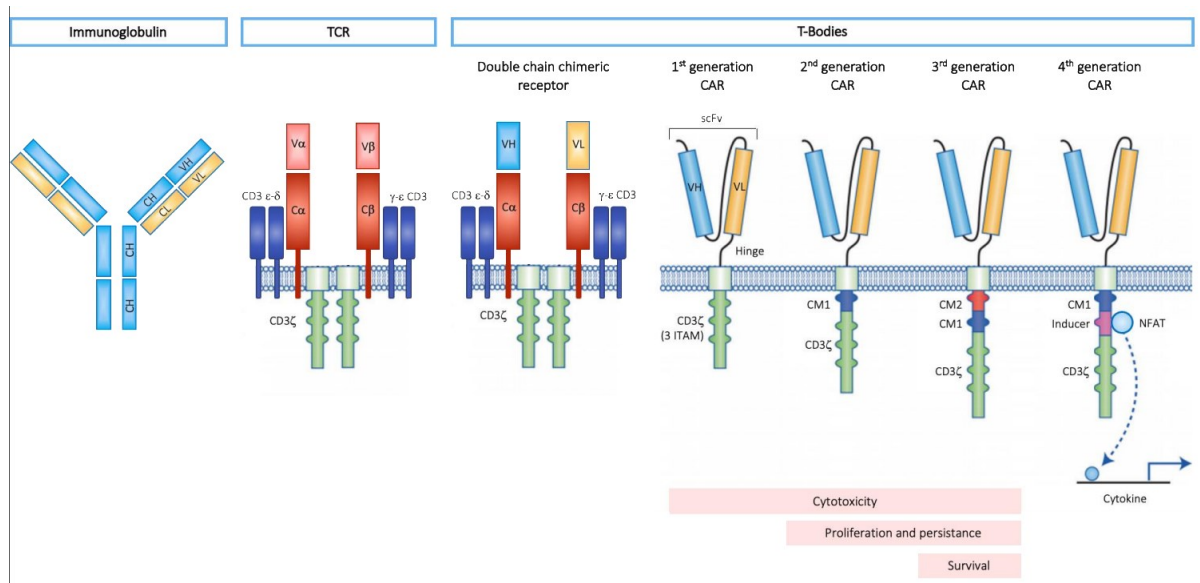 Immunoglobulin
TCR
T-Bodies
Double chain chimeric
receptor
1st generation
CAR
2nd generation
CAR
3rd generation
CAR
4th generation
CAR
scFv
VH
VL
CH
CL
CH
CH
Vα
Vβ
CD3 ε-δ
γ-ε CD3
Cα
Cβ
CD3ζ
VH
VL
CD3 ε-δ
γ-ε CD3
Cα
Cβ
CD3ζ
VH
VL
Hinge
CD3ζ
(3 ITAM)
CM1
CD3ζ
CM2
CM1
CD3ζ
CM1
Inducer
NFAT
CD3ζ
Cytokine
Cytotoxicity
Proliferation and persistance
Survival